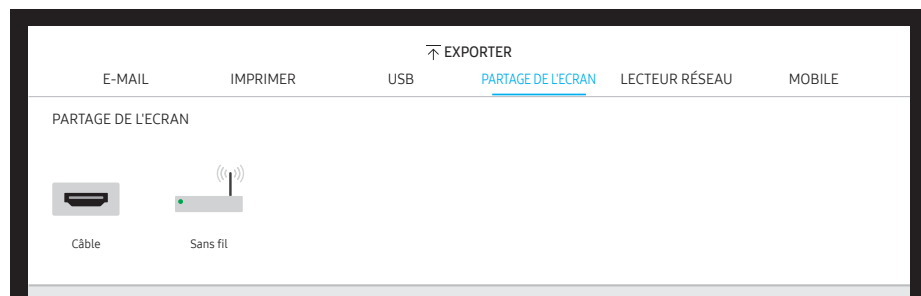 EXPORTER
E-MAIL IMPRIMER USB PARTAGE DE L'ECRAN LECTEUR RÉSEAU MOBILE
PARTAGE DE L'ECRAN
Câble Sans fil